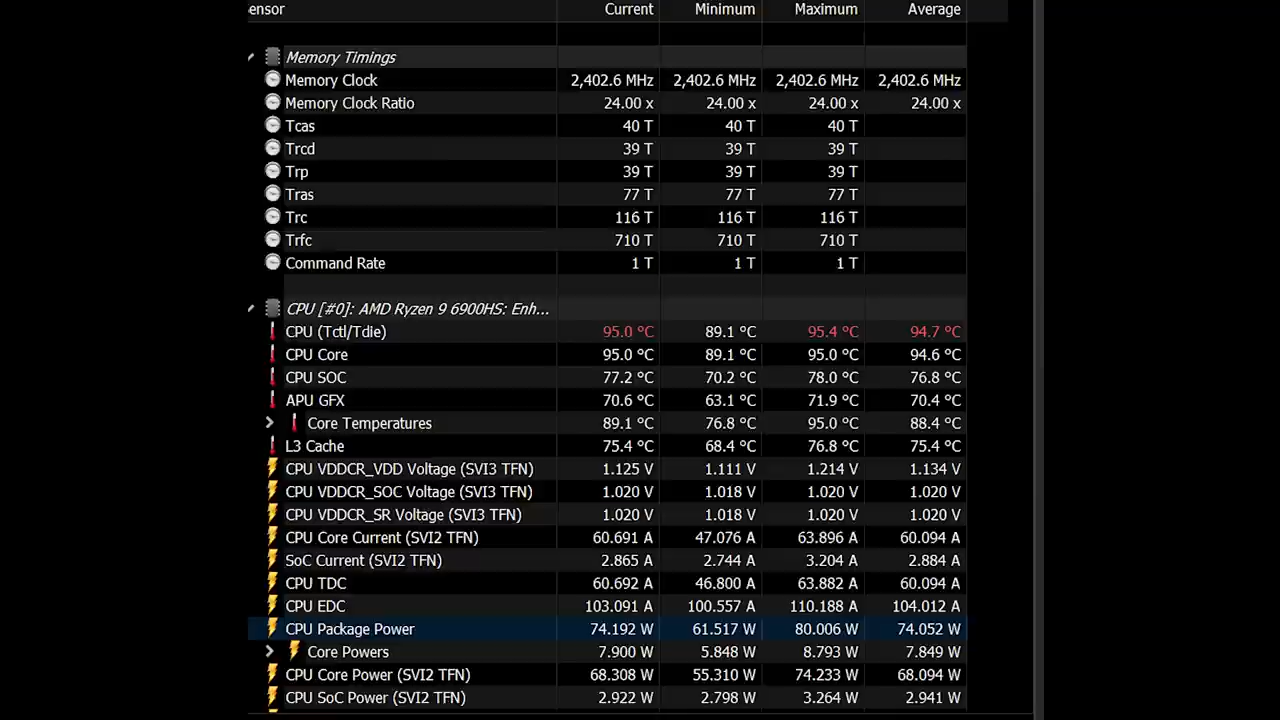 ensor Current Minimum Maximum Average
Memory Timings
Memory Clock 2,402.6 MHz 2,402.6 MHz 2,402.6 MHz 2,402.6 MHz
Memory Clock Ratio 24.00 x 24.00 x 24.00 x 24.00 x
Tcas 40 T 40 T 40 T
Trcd 39 T 39 T 39 T
Trp 39 T 39 T 39 T
Tras 77 T 77 T 77 T
Trc 116 T 116 T 116 T
Trfc 710 T 710 T 710 T
Command Rate 1 T 1 T 1 T
CPU [#0]: AMD Ryzen 9 6900HS: Enh...
CPU (Tctl/Tdie) 95.0 °C 89.1 °C 95.4 °C 94.7 °C
CPU Core 95.0 °C 89.1 °C 95.0 °C 94.6 °C
CPU SOC 77.2 °C 70.2 °C 78.0 °C 76.8 °C
APU GFX 70.6 °C 63.1 °C 71.9 °C 70.4 °C
Core Temperatures 89.1 °C 76.8 °C 95.0 °C 88.4 °C
L3 Cache 75.4 °C 68.4 °C 76.8 °C 75.4 °C
CPU VDDCR_VDD Voltage (SVI3 TFN) 1.125 V 1.111 V 1.214 V 1.134 V
CPU VDDCR_SOC Voltage (SVI3 TFN) 1.020 V 1.018 V 1.020 V 1.020 V
CPU VDDCR_SR Voltage (SVI3 TFN) 1.020 V 1.018 V 1.020 V 1.020 V
CPU Core Current (SVI2 TFN) 60.691 A 47.076 A 63.896 A 60.094 A
SoC Current (SVI2 TFN) 2.865 A 2.744 A 3.204 A 2.884 A
CPU TDC 60.692 A 46.800 A 63.882 A 60.094 A
CPU EDC 103.091 A 100.557 A 110.188 A 104.012 A
CPU Package Power 74.192 W 61.517 W 80.006 W 74.052 W
Core Powers 7.900 W 5.848 W 8.793 W 7.849 W
CPU Core Power (SVI2 TFN) 68.308 W 55.310 W 74.233 W 68.094 W
CPU SoC Power (SVI2 TFN) 2.922 W 2.798 W 3.264 W 2.941 W